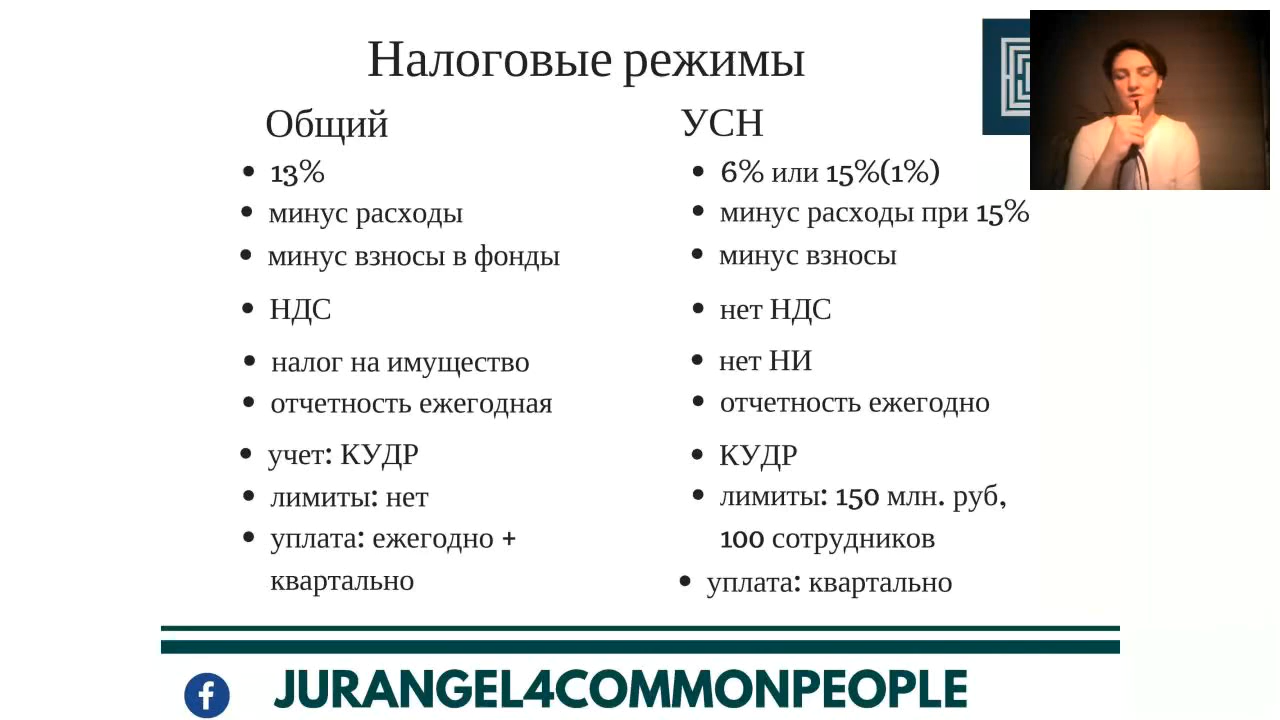 Налоговые режимы
Общий
13%
минус расходы
минус взносы в фонды
НДС
налог на имущество
отчетность ежегодная
учет: КУДР
лимиты: нет
уплата: ежегодно +
квартально
УСН
6% или 15%(1%)
минус расходы при 15%
минус взносы
нет НДС
нет НИ
отчетность ежегодно
КУДР
лимиты: 150 млн. руб,
100 сотрудников
уплата: квартально
JURANGEL4COMMONPEOPLE